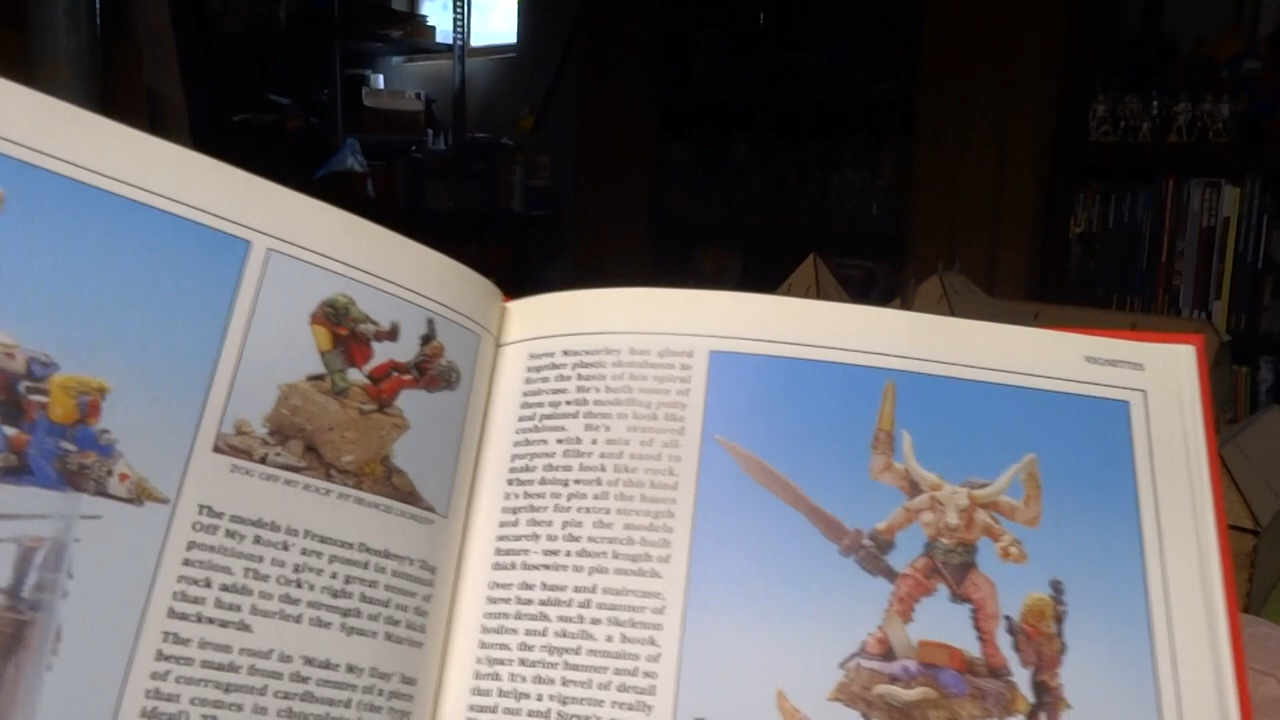 'ZOG OFF MY ROCK' BY FRANCES
The models in Frances Donkey's 'Zog
Off My Rock' are posed in unusual
positions to give a great sense of
action. The Ork's right hand on the
rock adds to the strength of the kick
that has hurled the Space Marine
backwards.
The iron roof in 'Make My Day' has
been made from the centre of a piece
of corrugated cardboard (the type
that comes in chocolate
ideal).
VIGNETTES
Steve has glued
together plastic slottabases to
form the basis of his spiral
staircase. He's built some of
them up with modelling putty
and painted them to look like
cushions. He's textured
others with a mix of all-
purpose filler and sand to
make them look like rock.
When doing work of this kind
it's best to pin all the bases
together for extra strength
and then pin the models
securely to the scratch-built
feature - use a short length of
thick fusewire to pin models.
Over the base and staircase,
Steve has added all manner of
extra details, such as Skeleton
bodies and skulls, a book,
horns, the ripped remains of
a Space Marine banner and so
forth. It's this level of detail
that helps a vignette really
stand out and Steve's